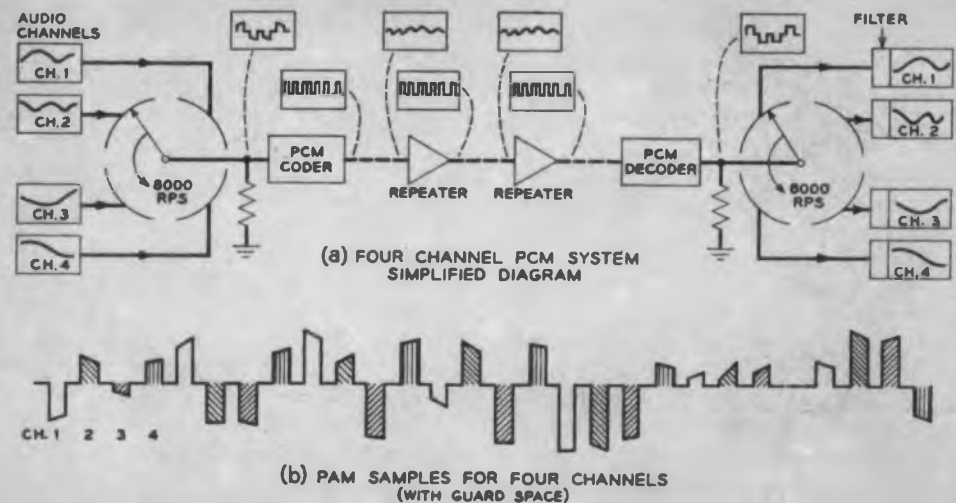 AUDIO
CHANNELS
CH. 1
CH.2
CH.3
CH. 4
8000
RPS
PCM
CODER
REPEATER
REPEATER
PCM
DECODER
8000
RPS
FILTER
CH. 1
CH. 2
CH. 3
CH. 4
(a) FOUR CHANNEL PCM SYSTEM
SIMPLIFIED DIAGRAM
CH. 1 2 3 4
(b) PAM SAMPLES FOR FOUR CHANNELS
(WITH GUARD SPACE)